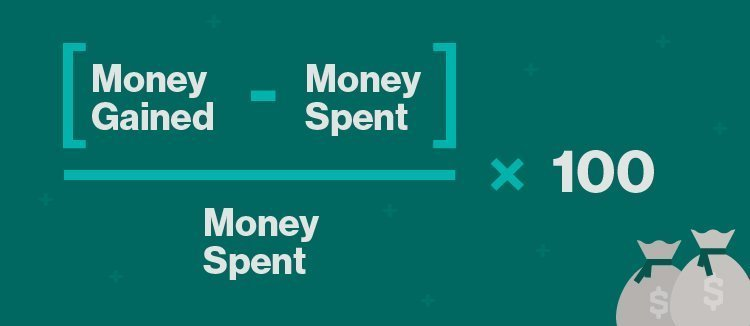 [Money Gained - Money Spent]
Money Spent
× 100
$ $